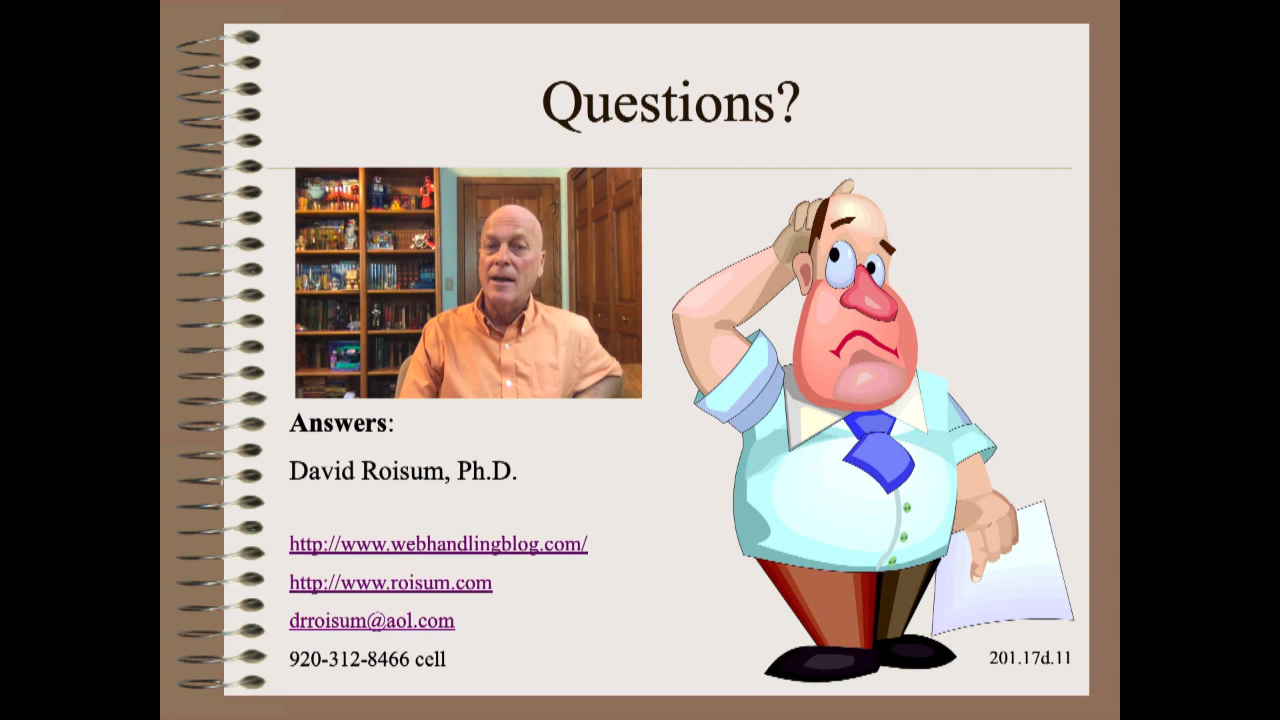 Questions?
Answers:
David Roisum, Ph.D.
http://www.webhandlingblog.com/
http://www.roisum.com
drroisum@aol.com
920-312-8466 cell
201.17d.11